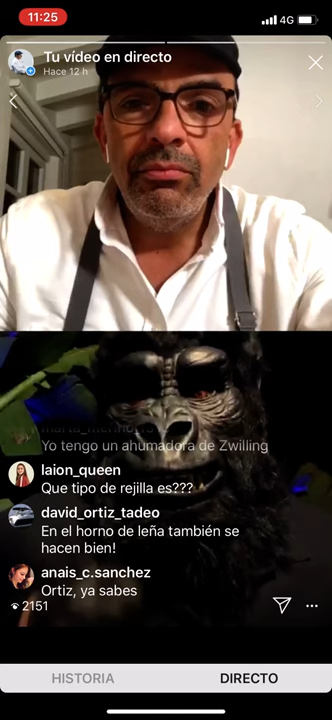 11:25
4G
Tu vídeo en directo
Hace 12 h
Yo tengo un ahumadora de Zwilling
laion_queen
Que tipo de rejilla es???
david_ortiz_tadeo
En el horno de leña también se
hacen bien!
anais_c.sanchez
Ortiz, ya sabes
2151
HISTORIA
DIRECTO